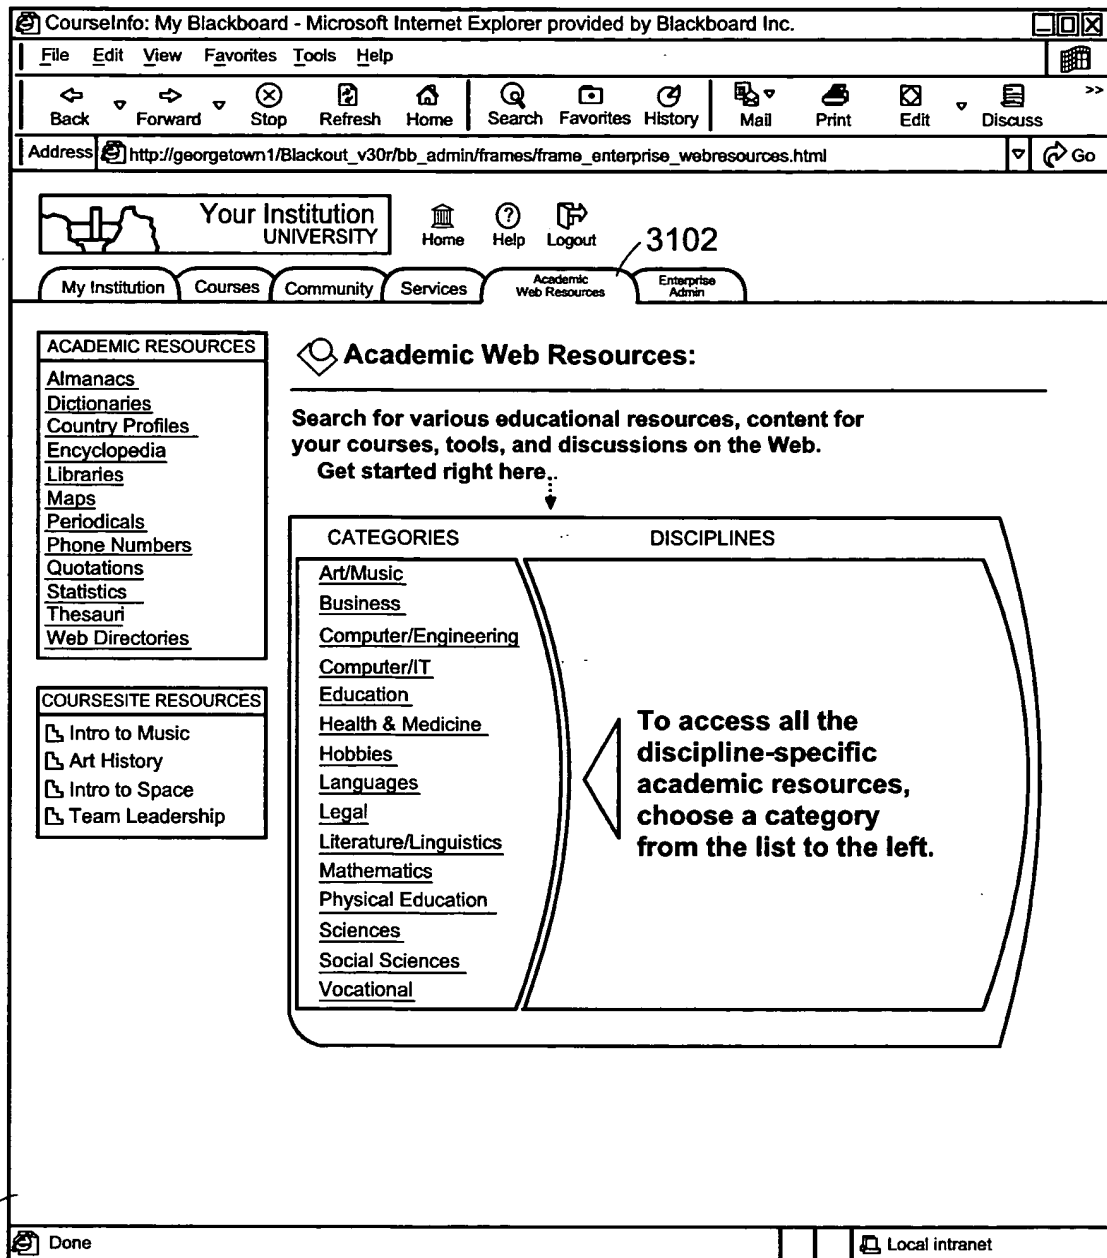 CourseInfo: My Blackboard - Microsoft Internet Explorer provided by Blackboard Inc.
File Edit View Favorites Tools Help
Back Forward Stop Refresh Home Search Favorites History Mail Print Edit Discuss >>
Address http://georgetown1/Blackout_v30r/bb_admin/frames/frame_enterprise_webresources.html Go
Your Institution
UNIVERSITY
Home Help Logout
3102
My Institution Courses Community Services Academic Web Resources Enterprise Admin
ACADEMIC RESOURCES
Almanacs
Dictionaries
Country Profiles
Encyclopedia
Libraries
Maps
Periodicals
Phone Numbers
Quotations
Statistics
Thesauri
Web Directories
COURSESITE RESOURCES
Intro to Music
Art History
Intro to Space
Team Leadership
Academic Web Resources:
Search for various educational resources, content for
your courses, tools, and discussions on the Web.
Get started right here..
CATEGORIES DISCIPLINES
Art/Music
Business
Computer/Engineering
Computer/IT
Education
Health & Medicine
Hobbies
Languages
Legal
Literature/Linguistics
Mathematics
Physical Education
Sciences
Social Sciences
Vocational
To access all the
discipline-specific
academic resources,
choose a category
from the list to the left.
Done Local intranet